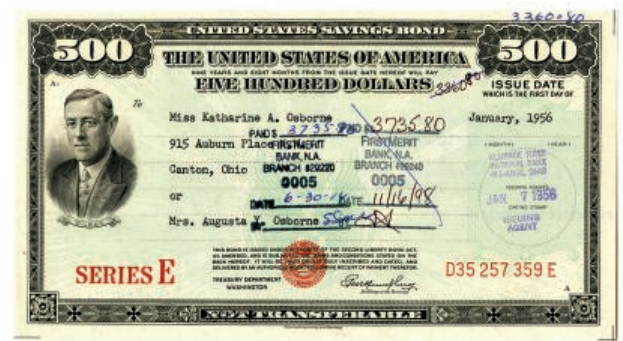 3360.80
UNITED STATES SAVINGS BOND
500
500
THE UNITED STATES OF AMERICA
NINE YEARS AND EIGHT MONTHS FROM THE ISSUE DATE HEREOF WILL PAY
FIVE HUNDRED DOLLARS
3360.80
ISSUE DATE
WHICH IS THE FIRST DAY OF
To
Miss Katharine A. Osborne
January, 1956
PAID $ 3735.80
3735.80
915 Auburn Place
FIRSTMERIT
FIRSTMERIT
BANK, N.A.
BANK, N.A.
Canton, Ohio
BRANCH #29220
BRANCH #29240
0005
0005
or
DATE 6-30-
DATE 11/16/98
Mrs. Augusta Y. Osborne
JAN 7 1956
ISSUING
AGENT
SERIES E
TREASURY DEPARTMENT
WASHINGTON
D35 257 359 E
NOT TRANSFERABLE